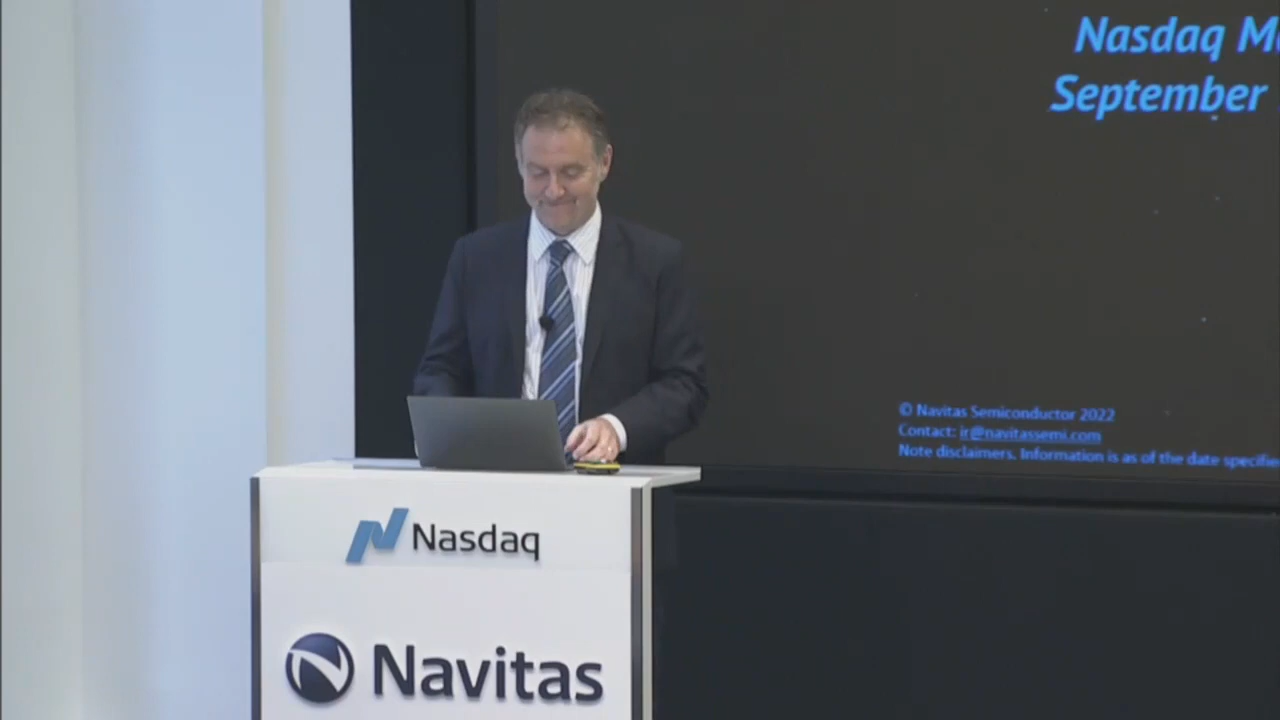 Nasdaq
September
© Navitas Semiconductor 2022
Contact: ir@navitassemi.com
Note disclaimers. Information is as of the date
Nasdaq
Navitas